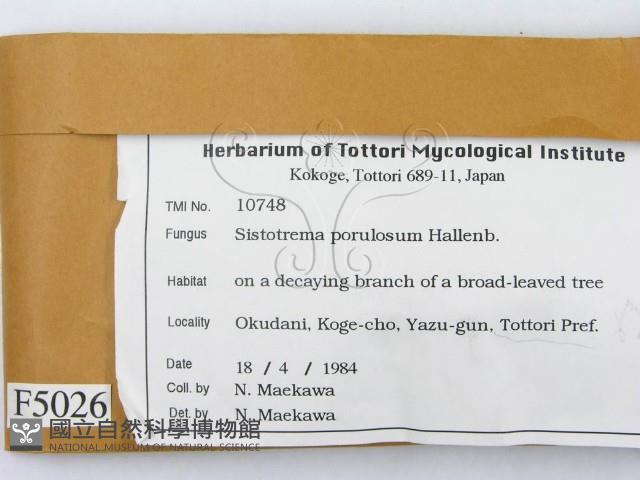 Herbarium of Tottori Mycological Institute
Kokoge, Tottori 689-11, Japan
TMI No. 10748
Fungus Sistotrema porulosum Hallenb.
Habitat on a decaying branch of a broad-leaved tree
Locality Okudani, Koge-cho, Yazu-gun, Tottori Pref.
Date 18 / 4 / 1984
Coll. by N. Maekawa
Det. by N. Maekawa
F5026
國立自然科學博物館
NATIONAL MUSEUM OF NATURAL SCIENCE